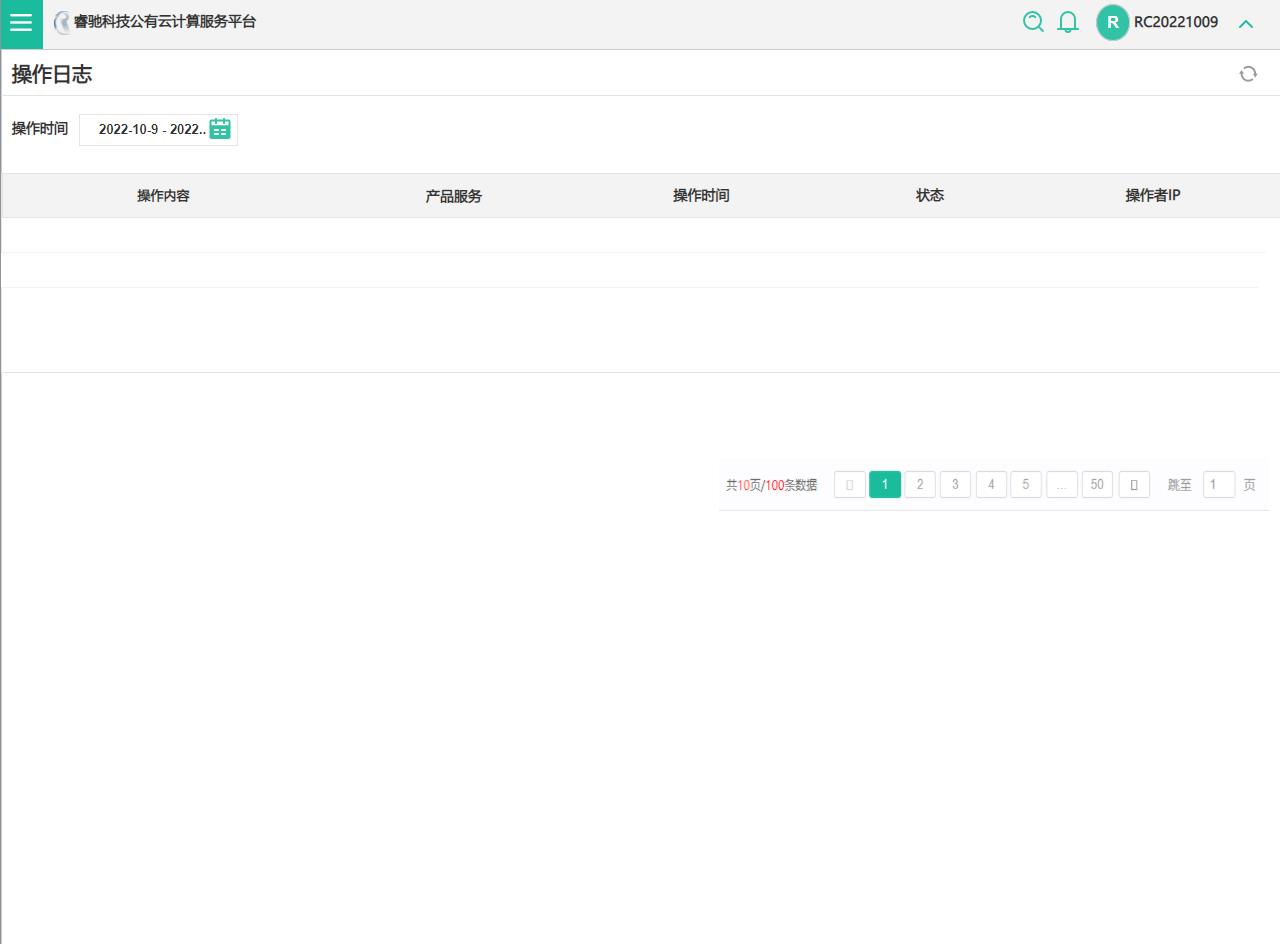 睿驰科技公有云计算服务平台
R RC20221009
操作日志
操作时间 2022-10-9 - 2022..
操作内容 产品服务 操作时间 状态 操作者IP
共10页/100条数据 1 2 3 4 5 ... 50 跳至 1 页